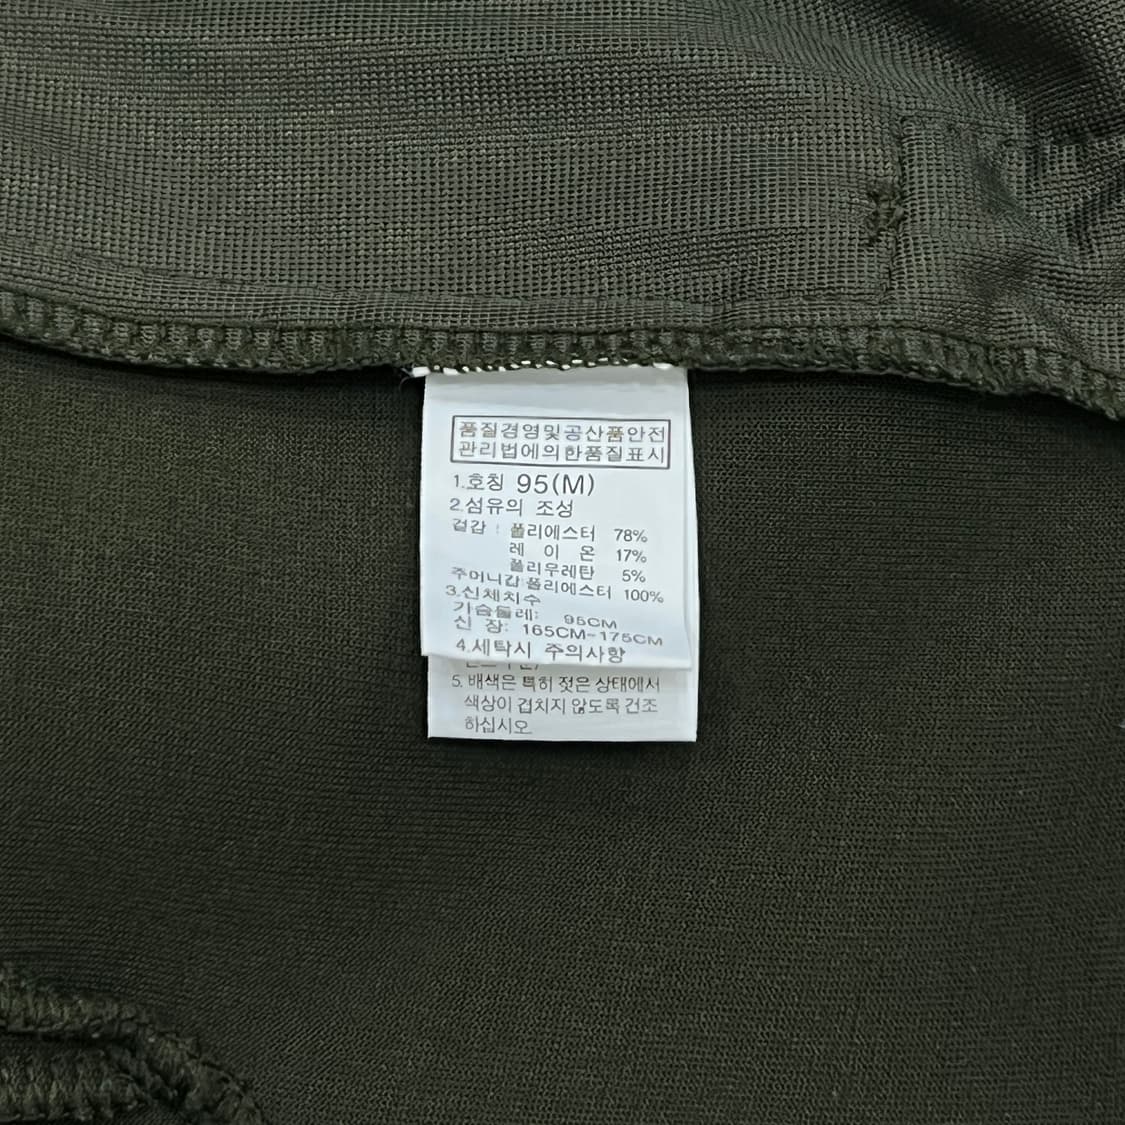 품질경영및공산품안전
관리법에의한품질표시
1.호칭 95(M)
2.섬유의 조성
겉감 : 폴리에스터 78%
레 이 온 17%
폴리우레탄 5%
주머니감:폴리에스터 100%
3.신체치수
가슴둘레: 95CM
신 장: 165CM~175CM
4.세탁시 주의사항
5. 배색은 특히 젖은 상태에서
색상이 겹치지 않도록 건조
하십시오